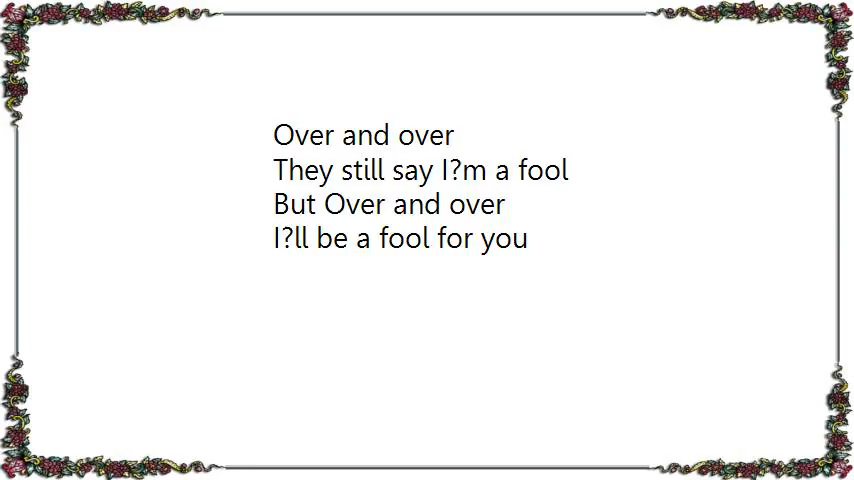 Over and over
They still say I?m a fool
But Over and over
I?ll be a fool for you